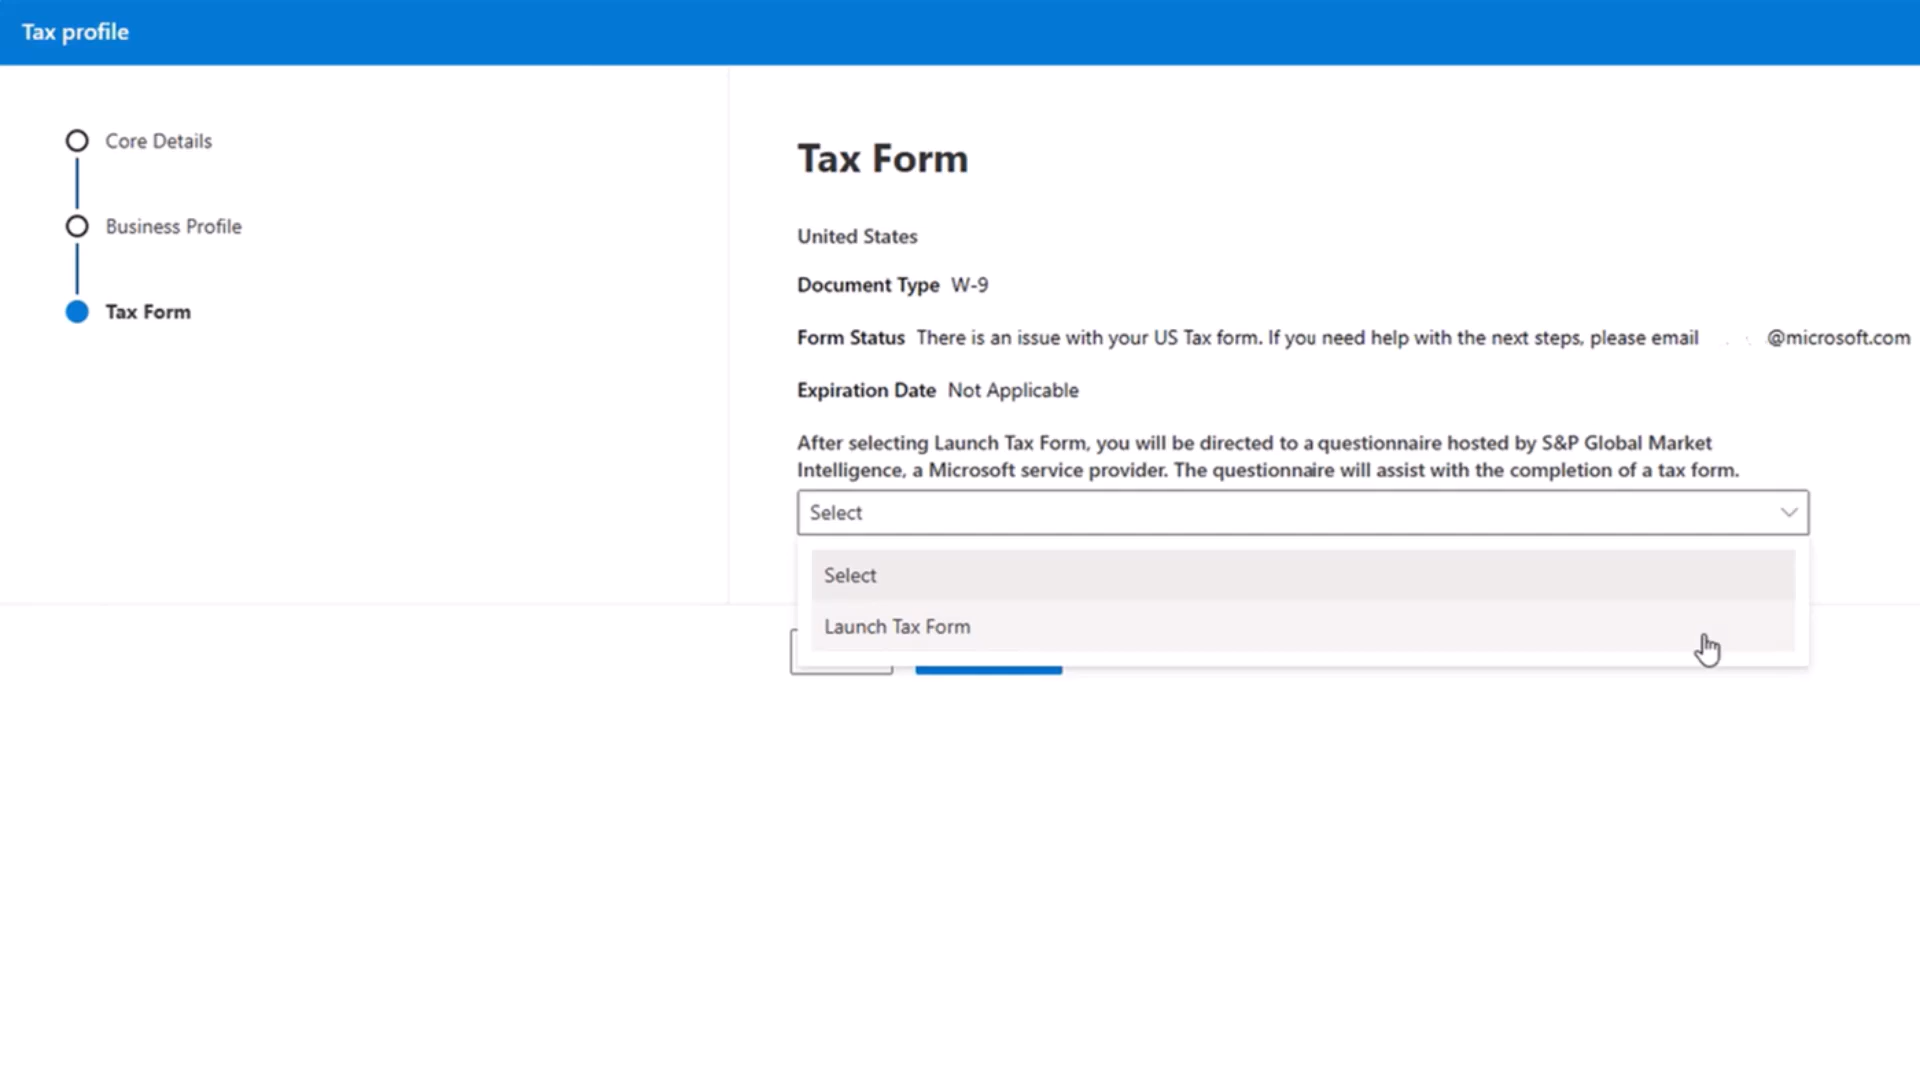 Tax profile
Core Details
Business Profile
Tax Form
Tax Form
United States
Document Type W-9
Form Status There is an issue with your US Tax form. If you need help with the next steps, please email @microsoft.com
Expiration Date Not Applicable
After selecting Launch Tax Form, you will be directed to a questionnaire hosted by S&P Global Market
Intelligence, a Microsoft service provider. The questionnaire will assist with the completion of a tax form.
Select
Select
Launch Tax Form